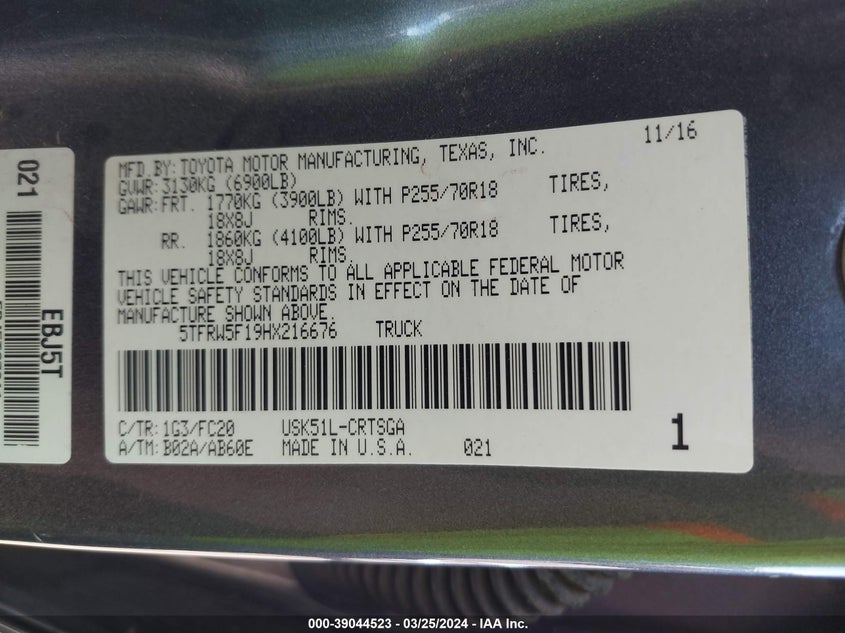 MFD.BY:TOYOTA MOTOR MANUFACTURING, TEXAS, INC. 11/16
GVWR:3130KG (6900LB)
GAWR:FRT. 1770KG (3900LB) WITH P255/70R18 TIRES,
18X8J RIMS.
RR. 1860KG (4100LB) WITH P255/70R18 TIRES,
18X8J RIMS.
THIS VEHICLE CONFORMS TO ALL APPLICABLE FEDERAL MOTOR
VEHICLE SAFETY STANDARDS IN EFFECT ON THE DATE OF
MANUFACTURE SHOWN ABOVE.
5TFRW5F19HX216676 TRUCK
C/TR:1G3/FC20 USK51L-CRTSGA
A/TM:B02A/AB60E MADE IN U.S.A. 021
1
021
EBJ5T
000-39044523 - 03/25/2024 - IAA Inc.